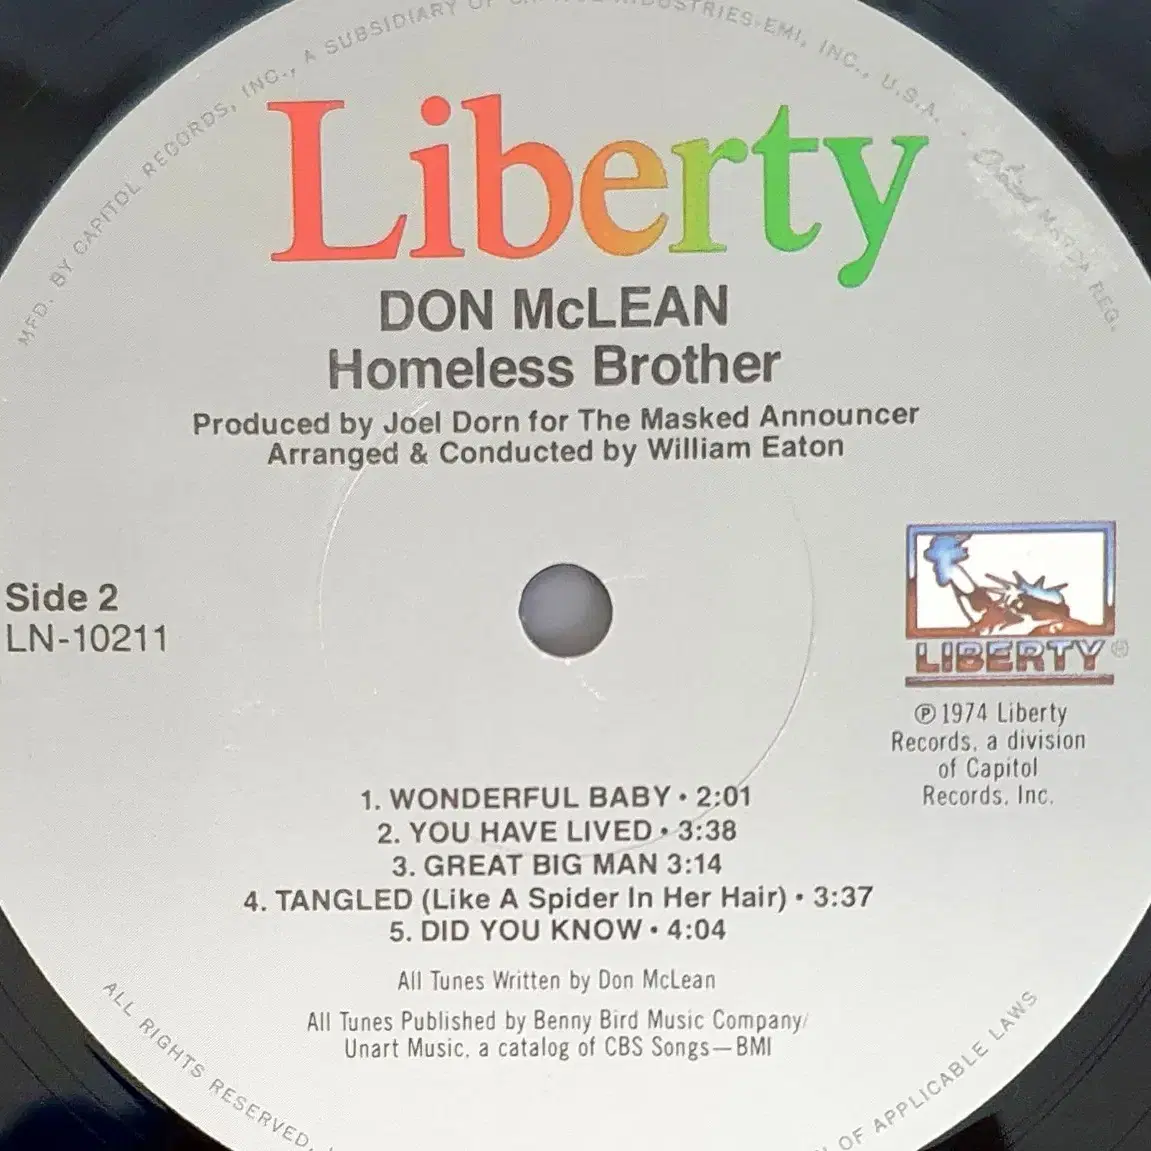 MFD. BY CAPITOL RECORDS, INC., A SUBSIDIARY OF CAPITOL INDUSTRIES-EMI, INC., U.S.A.
MARCA REG.
Liberty
DON McLEAN
Homeless Brother
Produced by Joel Dorn for The Masked Announcer
Arranged & Conducted by William Eaton
Side 2
LN-10211
LIBERTY®
℗1974 Liberty
Records, a division
of Capitol
Records, Inc.
1. WONDERFUL BABY • 2:01
2. YOU HAVE LIVED • 3:38
3. GREAT BIG MAN 3:14
4. TANGLED (Like A Spider In Her Hair) • 3:37
5. DID YOU KNOW • 4:04
All Tunes Written by Don McLean
All Tunes Published by Benny Bird Music Company/
Unart Music, a catalog of CBS Songs—BMI
ALL RIGHTS RESERVED.
OF APPLICABLE LAWS